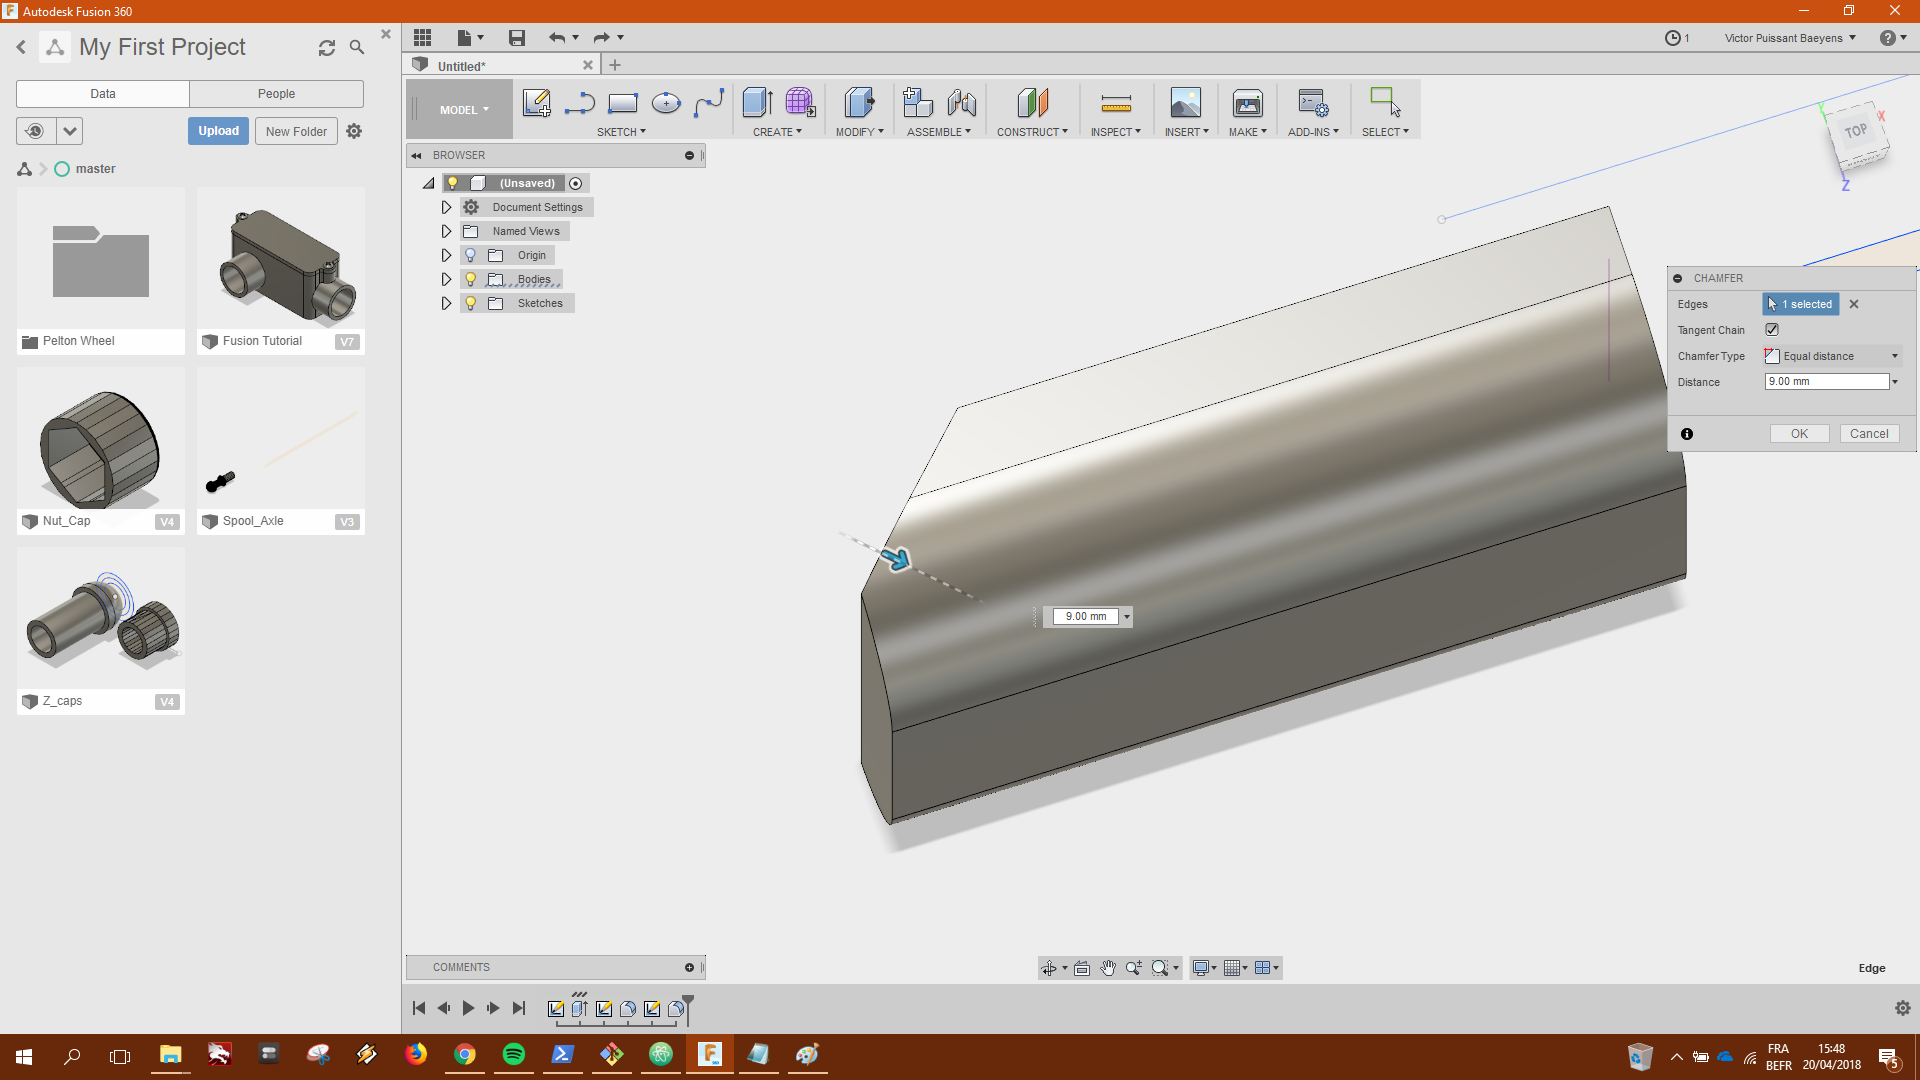 Autodesk Fusion 360
My First Project
Data
People
Upload
New Folder
master
Pelton Wheel
Fusion Tutorial
V7
Nut_Cap
V4
Spool_Axle
V3
Z_caps
V4
1
Victor Puissant Baeyens
Untitled*
MODEL
SKETCH
CREATE
MODIFY
ASSEMBLE
CONSTRUCT
INSPECT
INSERT
MAKE
ADD-INS
SELECT
BROWSER
(Unsaved)
Document Settings
Named Views
Origin
Bodies
Sketches
Y
X
TOP
Z
CHAMFER
Edges
1 selected
Tangent Chain
Chamfer Type
Equal distance
Distance
9.00 mm
OK
Cancel
9.00 mm
COMMENTS
Edge
FRA
BEFR
15:48
20/04/2018
5